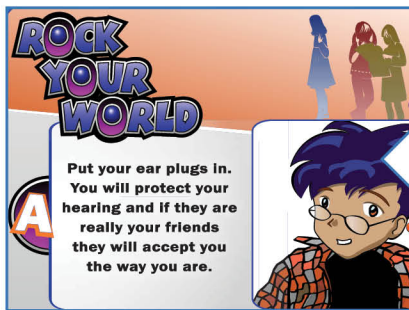 ROCK
YOUR
WORLD
Put your ear plugs in.
You will protect your
hearing and if they are
really your friends
they will accept you
the way you are.
A